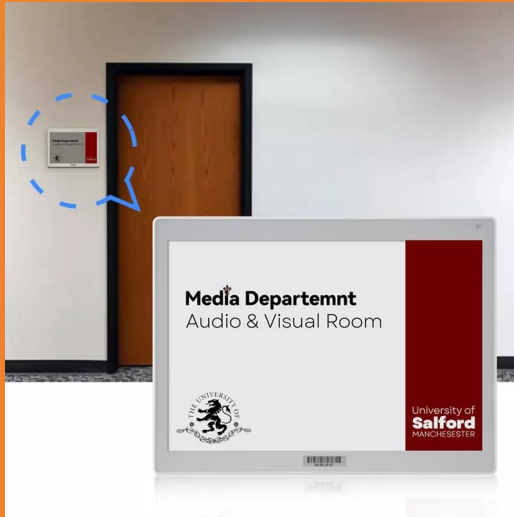 Media Departemnt
Audio & Visual Room
THE UNIVERSITY OF
University of
Salford
MANCHESESTER